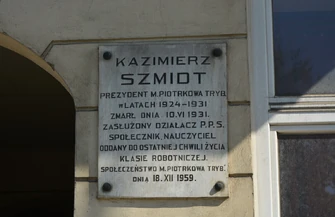 KAZIMIERZ
SZMIDT
PREZYDENT M. PIOTRKOWA TRYB.
W LATACH 1924-1931
ZMARŁ DNIA 10.VI 1931.
ZASŁUŻONY DZIAŁACZ P.P.S.
SPOŁECZNIK, NAUCZYCIEL
ODDANY DO OSTATNIEJ CHWILI ŻYCIA
KLASIE ROBOTNICZEJ.
SPOŁECZEŃSTWO M. PIOTRKOWA TRYB.
DNIA 18.XII 1959.